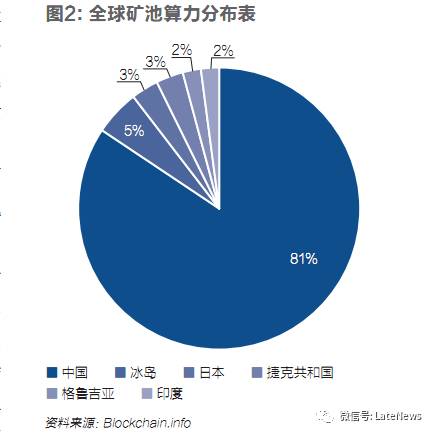 图2: 全球矿池算力分布表
2%
2%
3%
3%
5%
81%
中国 冰岛 日本 捷克共和国
格鲁吉亚 印度
资料来源: Blockchain.info
微信号: LateNews